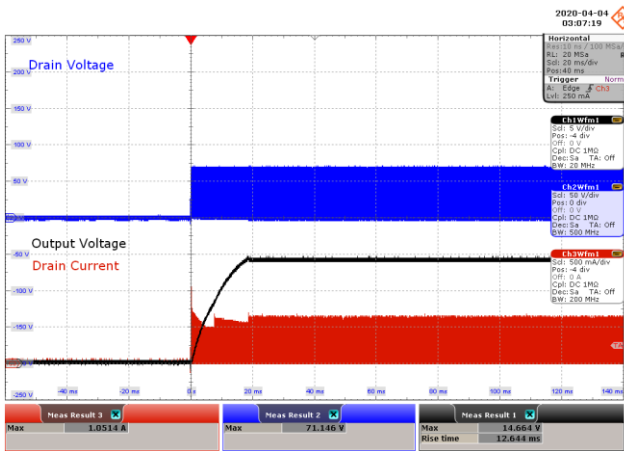 2020-04-04
03:07:19
Horizontal
Res:10 ns / 100 MSa/
RL: 20 MSa
Scl: 20 ms/div
Pos:40 ms
Trigger Norm
A: Edge Ch3
Lvl: 250 mA
250 V
200 V
150 V
100 V
50 V
-50 V
-100 V
-150 V
-200 V
-250 V
Drain Voltage
Output Voltage
Drain Current
Ch1Wfm1
Scl: 5 V/div
Pos: -4 div
Off: 0 V
Cpl: DC 1MΩ
Dec:Sa TA: Off
BW: 20 MHz
Ch2Wfm1
Scl: 50 V/div
Pos: 0 div
Off: 0 V
Cpl: DC 1MΩ
Dec:Sa TA: Off
BW: 500 MHz
Ch3Wfm1
Scl: 500 mA/div
Pos: -4 div
Off: 0 A
Cpl: DC 1MΩ
Dec:Sa TA: Off
BW: 200 MHz
-40 ms -20 ms 0 s 20 ms 40 ms 60 ms 80 ms 100 ms 120 ms 140 ms
Meas Result 3
Max 1.0514 A
Meas Result 2
Max 71.146 V
Meas Result 1
Max 14.664 V
Rise time 12.644 ms